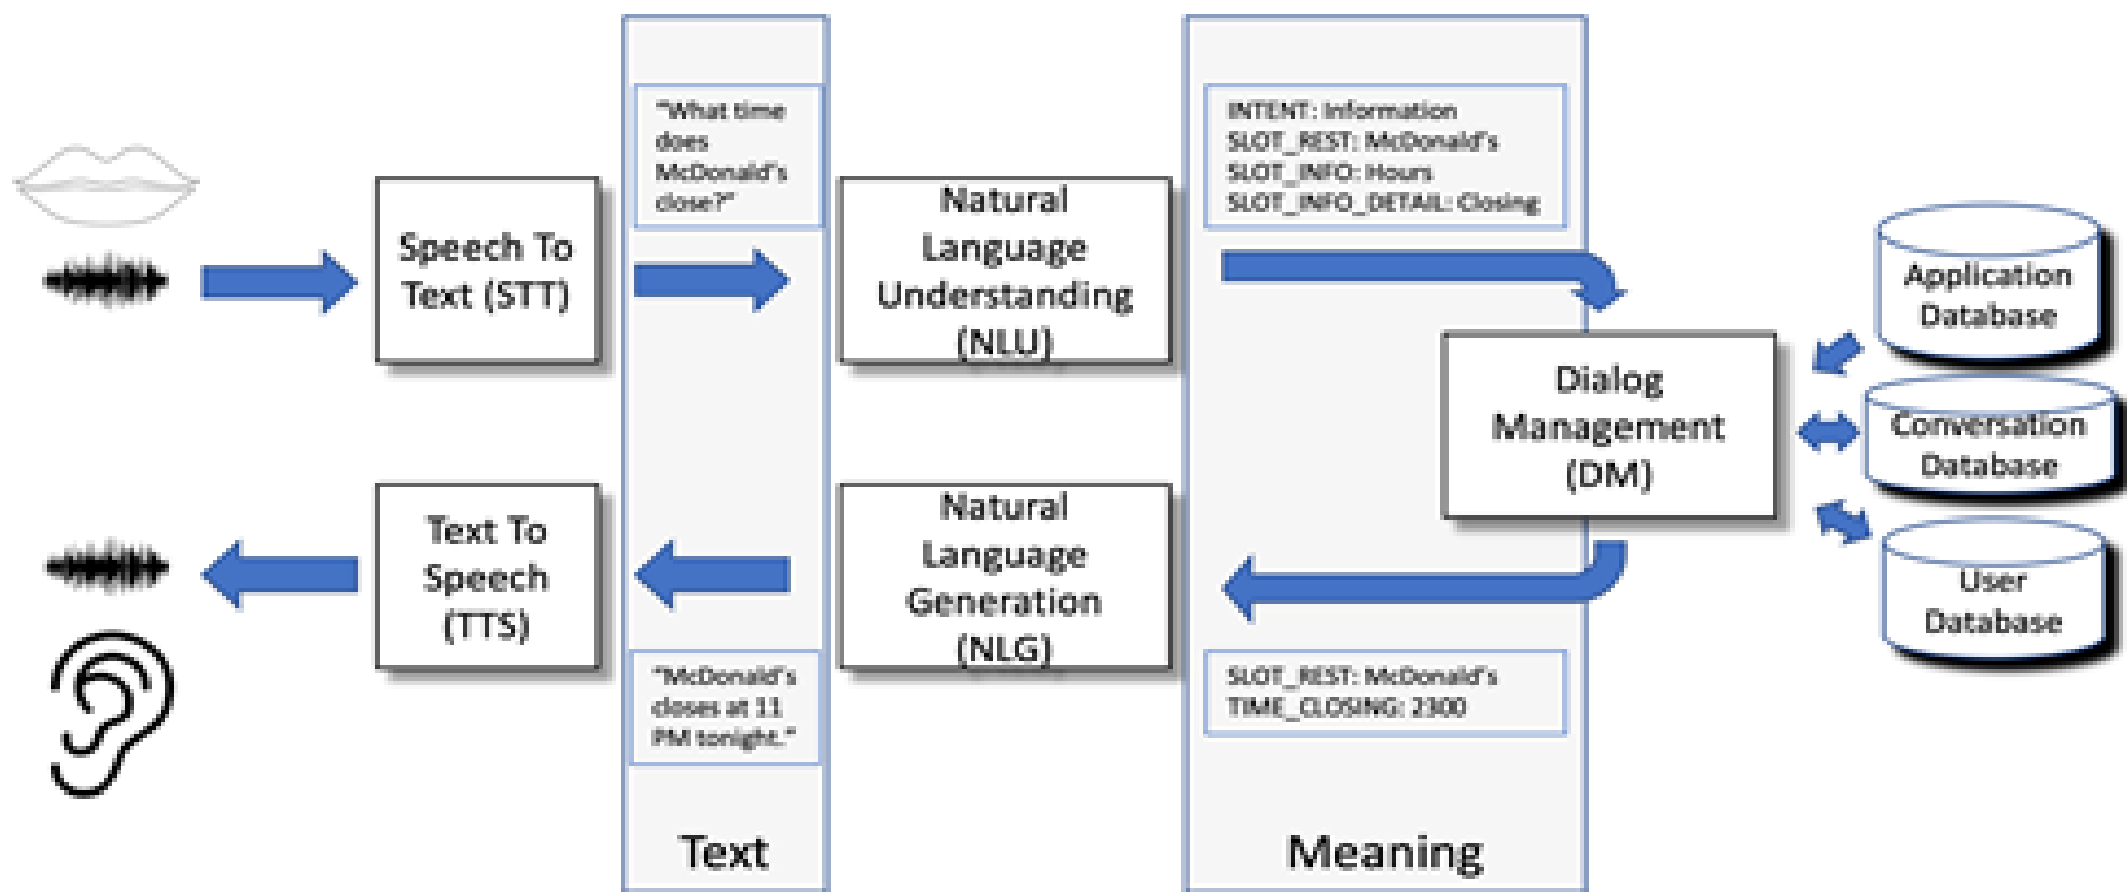 "What time
does
McDonald's
close?"
INTENT: Information
SLOT_REST: McDonald's
SLOT_INFO: Hours
SLOT_INFO_DETAIL: Closing
Speech To
Text (STT)
Natural
Language
Understanding
(NLU)
Application
Database
Dialog
Management
(DM)
Conversation
Database
User
Database
Text To
Speech
(TTS)
Natural
Language
Generation
(NLG)
"McDonald's
closes at 11
PM tonight."
SLOT_REST: McDonald's
TIME_CLOSING: 2300
Text
Meaning